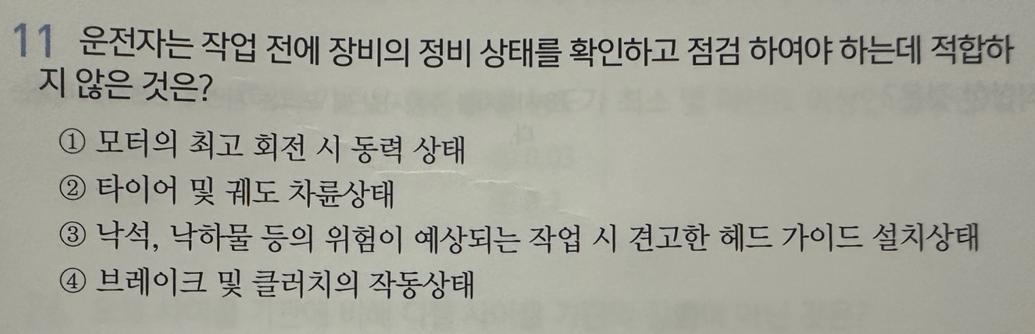 11 운전자는 작업 전에 장비의 정비 상태를 확인하고 점검 하여야 하는데 적합하
지 않은 것은?
① 모터의 최고 회전 시 동력 상태
② 타이어 및 궤도 차륜상태
③ 낙석, 낙하물 등의 위험이 예상되는 작업 시 견고한 헤드 가이드 설치상태
④ 브레이크 및 클러치의 작동상태